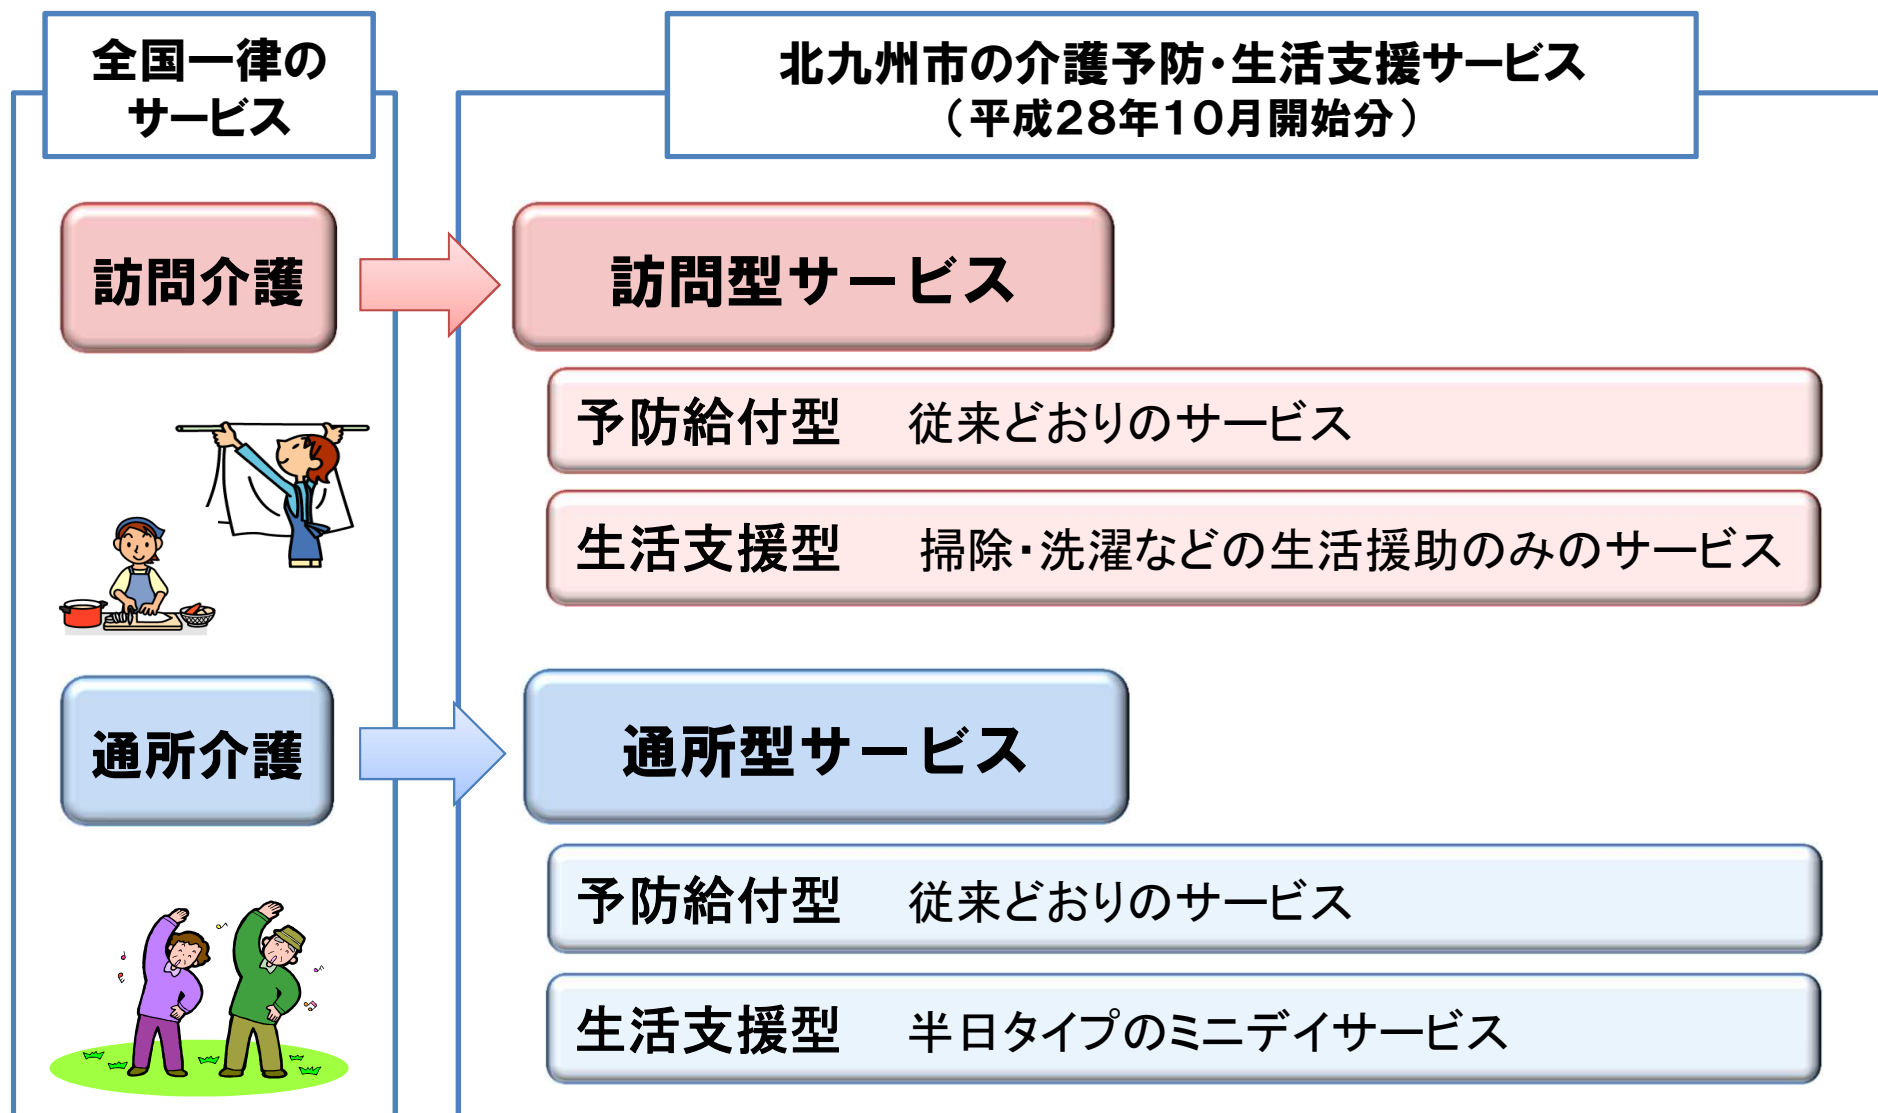 全国一律の
サービス
北九州市の介護予防・生活支援サービス
（平成28年10月開始分）
訪問介護
訪問型サービス
予防給付型 従来どおりのサービス
生活支援型 掃除・洗濯などの生活援助のみのサービス
通所介護
通所型サービス
予防給付型 従来どおりのサービス
生活支援型 半日タイプのミニデイサービス